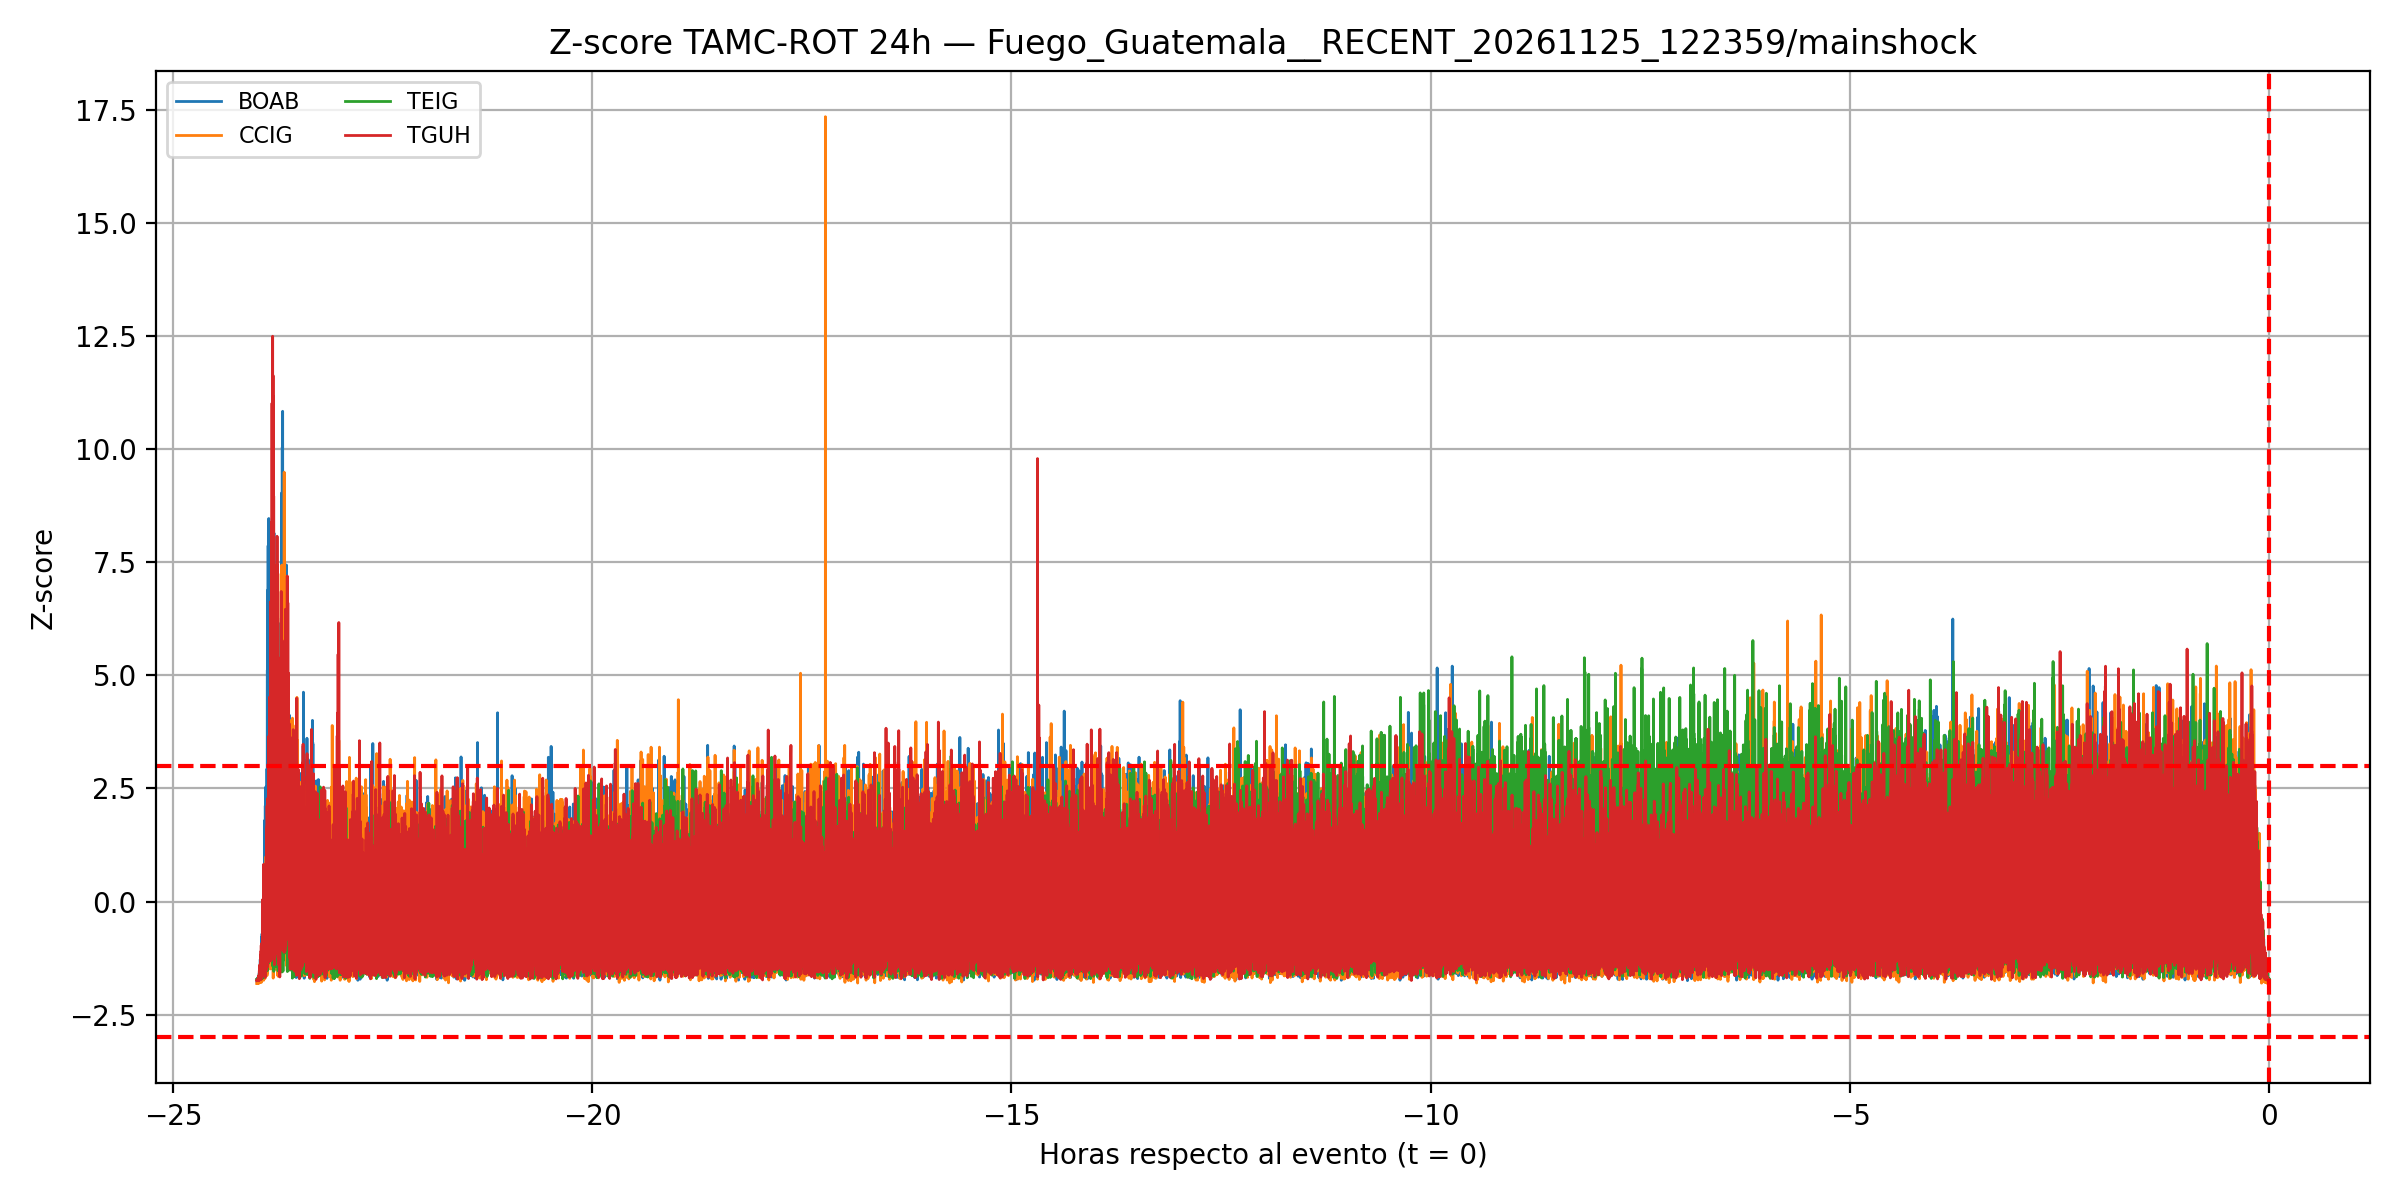 Z-score TAMC-ROT 24h — Fuego_Guatemala__RECENT_20261125_122359/mainshock
BOAB
CCIG
TEIG
TGUH
Z-score
17.5
15.0
12.5
10.0
7.5
5.0
2.5
0.0
−2.5
−25
−20
−15
−10
−5
0
Horas respecto al evento (t = 0)